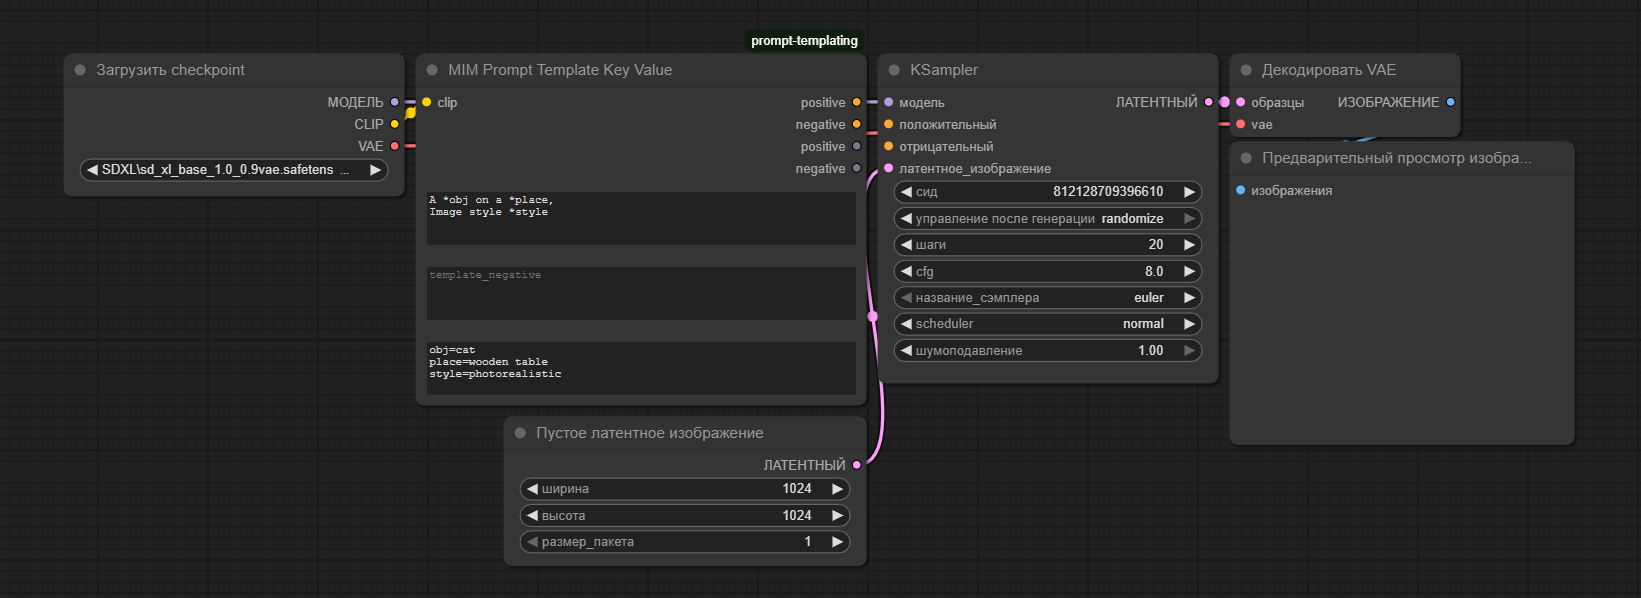 prompt-templating
Загрузить checkpoint
МОДЕЛЬ
CLIP
VAE
SDXL\sd_xl_base_1.0_0.9vae.safetens ...
MIM Prompt Template Key Value
clip
positive
negative
positive
negative
A *obj on a *place,
Image style *style
template_negative
obj=cat
place=wooden table
style=photorealistic
Пустое латентное изображение
ЛАТЕНТНЫЙ
ширина 1024
высота 1024
размер_пакета 1
KSampler
модель ЛАТЕНТНЫЙ
положительный
отрицательный
латентное_изображение
сид 812128709396610
управление после генерации randomize
шаги 20
cfg 8.0
название_сэмплера euler
scheduler normal
шумоподавление 1.00
Декодировать VAE
образцы ИЗОБРАЖЕНИЕ
vae
Предварительный просмотр изобра...
изображения